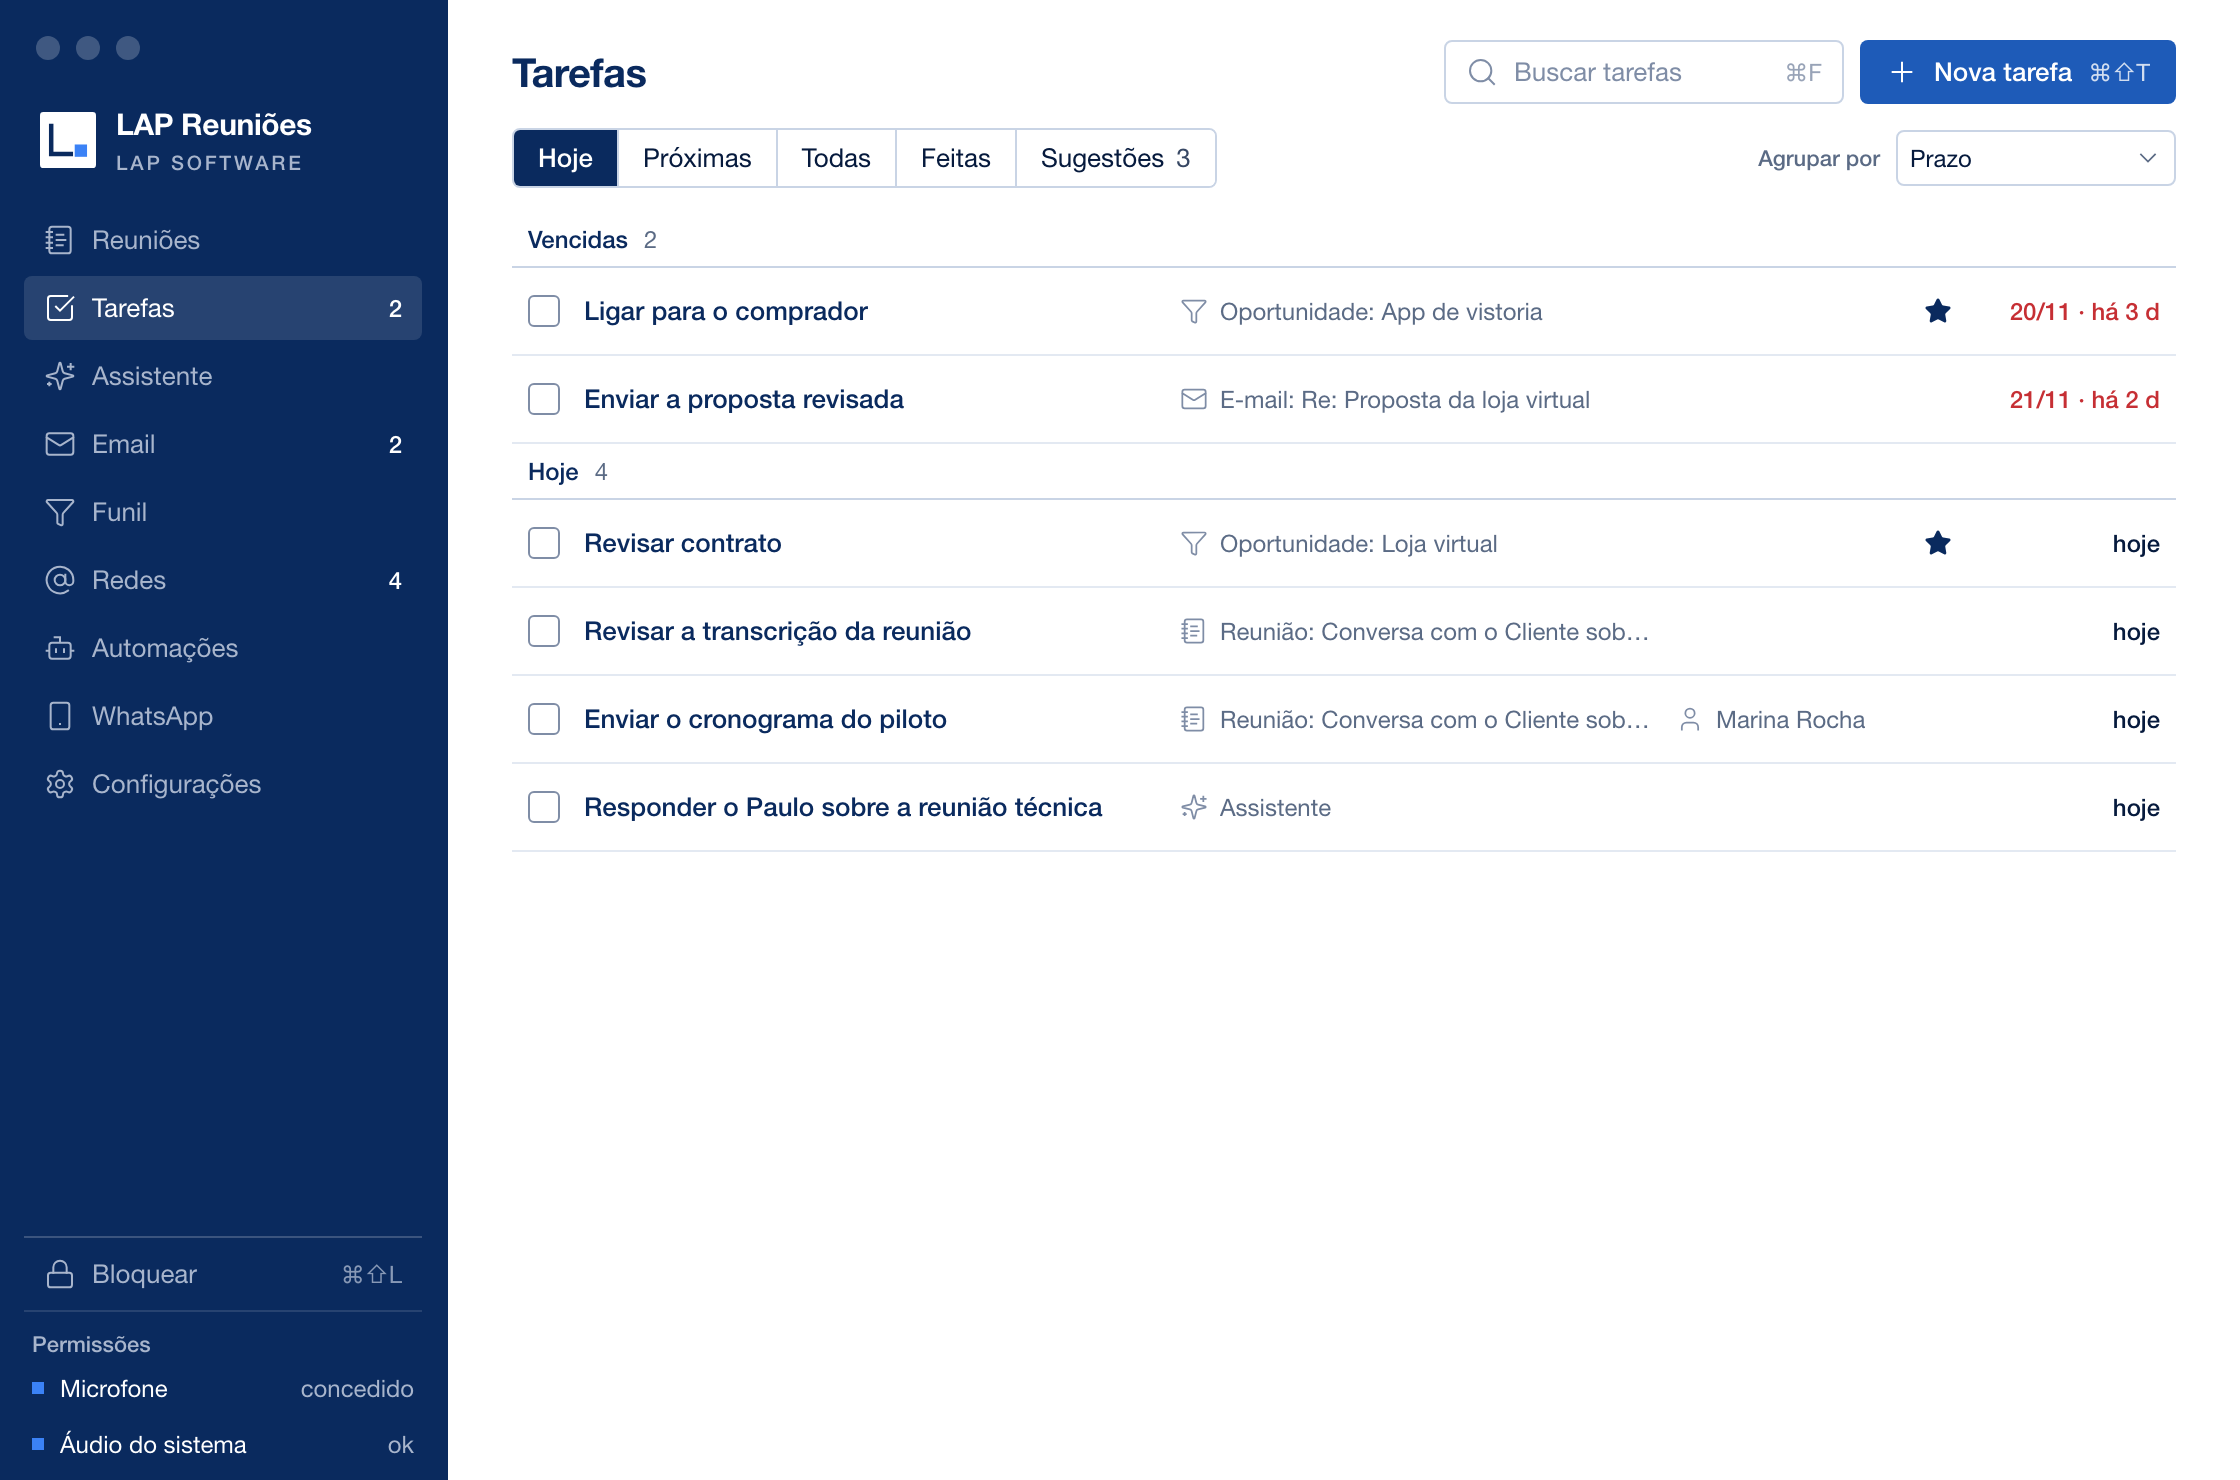 LAP Reuniões
LAP SOFTWARE
Reuniões
Tarefas 2
Assistente
Email 2
Funil
Redes 4
Automações
WhatsApp
Configurações
Bloquear ⌘⇧L
Permissões
Microfone concedido
Áudio do sistema ok
Tarefas
Buscar tarefas ⌘F
Nova tarefa ⌘⇧T
Hoje Próximas Todas Feitas Sugestões 3
Agrupar por Prazo
Vencidas 2
Ligar para o comprador Oportunidade: App de vistoria 20/11 · há 3 d
Enviar a proposta revisada E-mail: Re: Proposta da loja virtual 21/11 · há 2 d
Hoje 4
Revisar contrato Oportunidade: Loja virtual hoje
Revisar a transcrição da reunião Reunião: Conversa com o Cliente sob… hoje
Enviar o cronograma do piloto Reunião: Conversa com o Cliente sob… Marina Rocha hoje
Responder o Paulo sobre a reunião técnica Assistente hoje